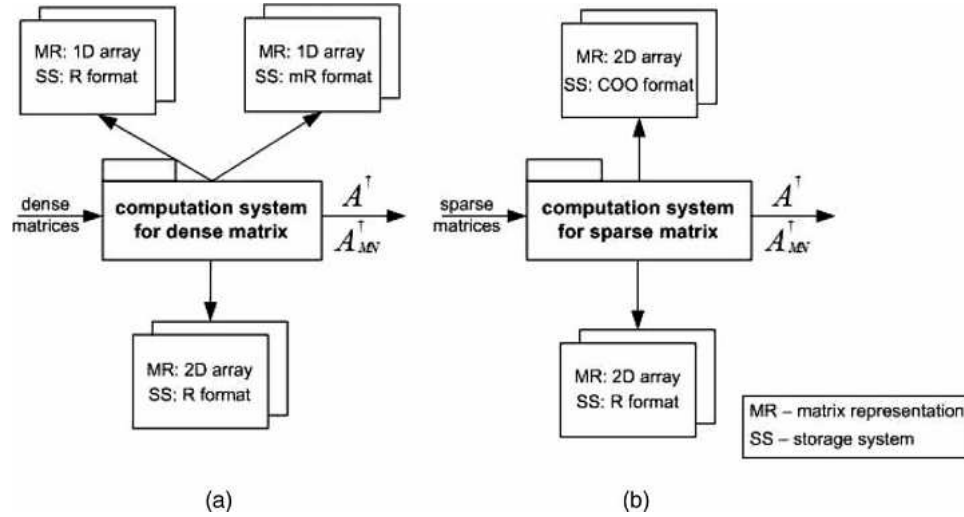 MR: 1D array
SS: R format
MR: 1D array
SS: mR format
dense
matrices
computation system
for dense matrix
A†
A†MN
MR: 2D array
SS: R format
(a)
MR: 2D array
SS: COO format
sparse
matrices
computation system
for sparse matrix
A†
A†MN
MR: 2D array
SS: R format
MR – matrix representation
SS – storage system
(b)